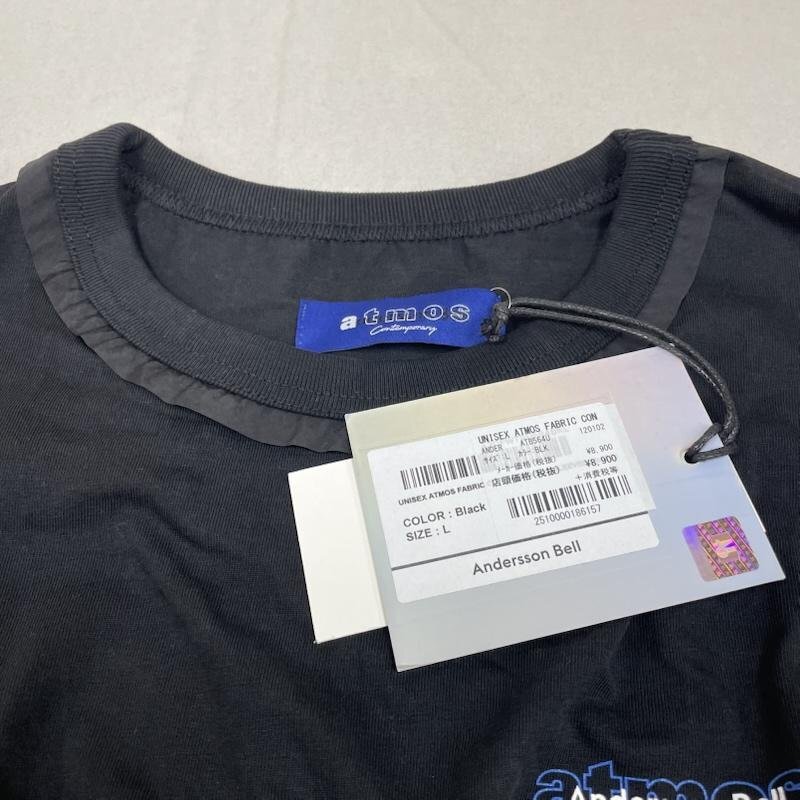 atmos
Contemporary
UNISEX ATMOS FABRIC CON
ANDER ATB564U 120102
サイズ:L カラー:BLK
メーカー価格(税抜) ¥8,900
店頭価格(税抜) ¥8,900
+消費税等
2510000186157
UNISEX ATMOS FABRIC
COLOR : Black
SIZE : L
Andersson Bell
atmos
Andersson Bell